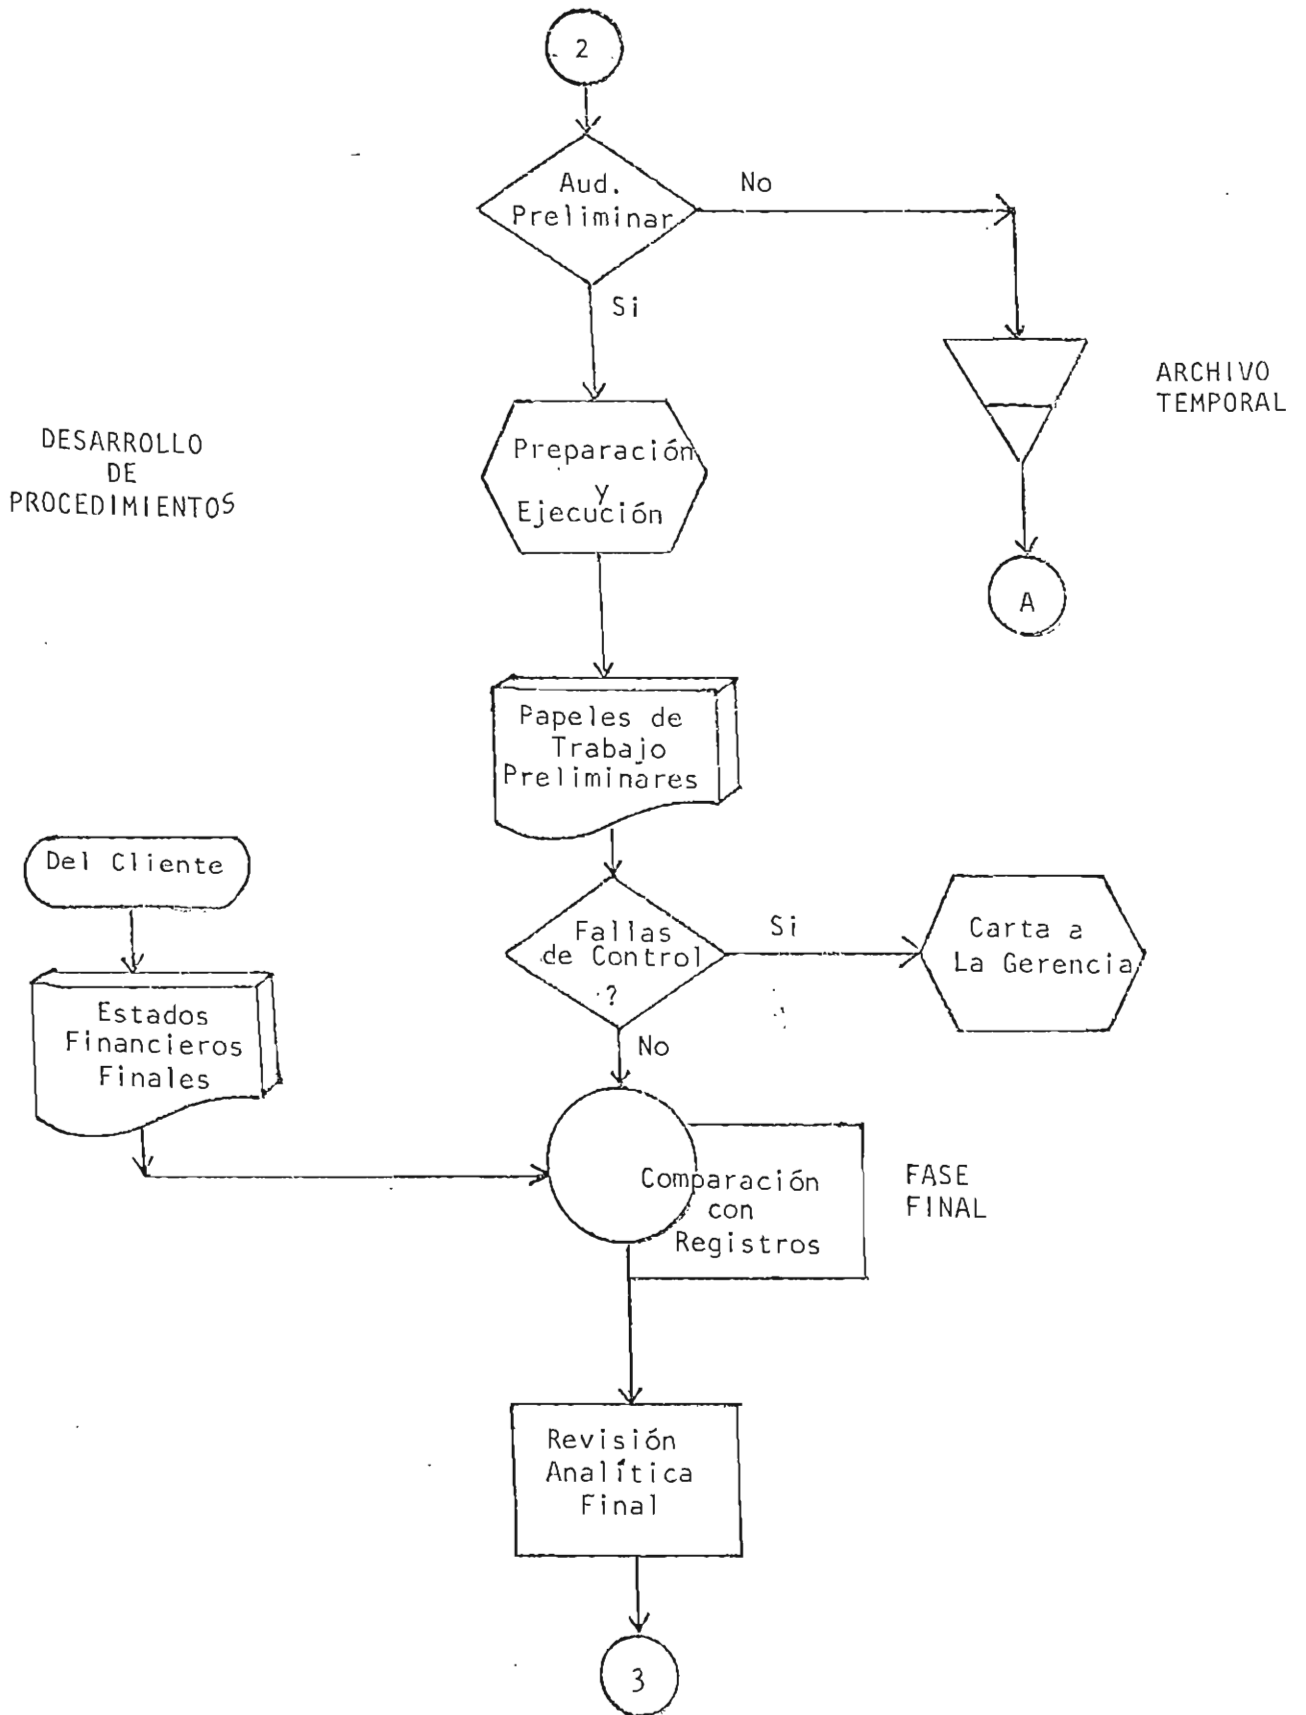 2
Aud.
Preliminar
No
Si
ARCHIVO
TEMPORAL
DESARROLLO
DE
PROCEDIMIENTOS
Preparación
y
Ejecución
A
Papeles de
Trabajo
Preliminares
Del Cliente
Fallas
de Control
?
Si
Carta a
La Gerencia
No
Estados
Financieros
Finales
Comparación
con
Registros
FASE
FINAL
Revisión
Analítica
Final
3